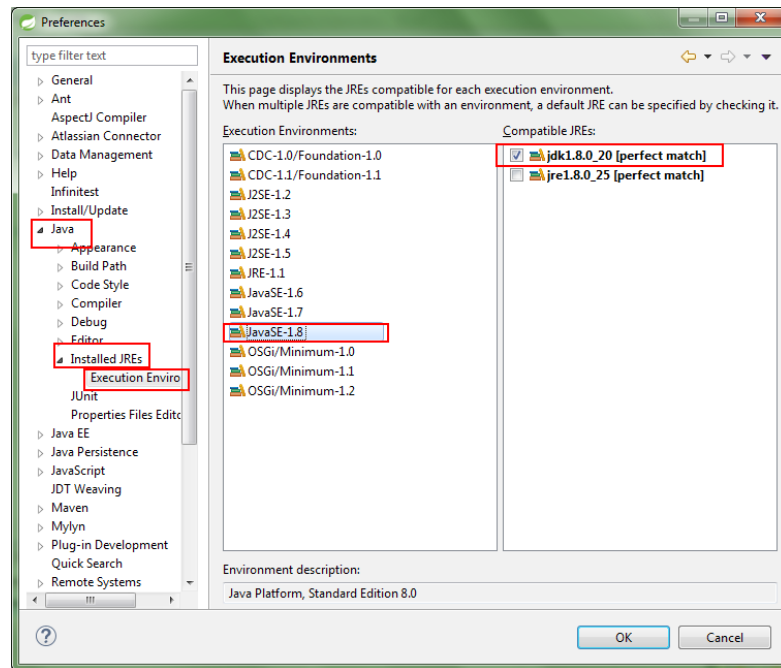 Preferences
type filter text
General
Ant
AspectJ Compiler
Atlassian Connector
Data Management
Help
Infinitest
Install/Update
Java
Appearance
Build Path
Code Style
Compiler
Debug
Editor
Installed JREs
Execution Enviro
JUnit
Properties Files Editc
Java EE
Java Persistence
JavaScript
JDT Weaving
Maven
Mylyn
Plug-in Development
Quick Search
Remote Systems
Execution Environments
This page displays the JREs compatible for each execution environment.
When multiple JREs are compatible with an environment, a default JRE can be specified by checking it.
Execution Environments:
CDC-1.0/Foundation-1.0
CDC-1.1/Foundation-1.1
J2SE-1.2
J2SE-1.3
J2SE-1.4
J2SE-1.5
JRE-1.1
JavaSE-1.6
JavaSE-1.7
JavaSE-1.8
OSGi/Minimum-1.0
OSGi/Minimum-1.1
OSGi/Minimum-1.2
Compatible JREs:
jdk1.8.0_20 [perfect match]
jre1.8.0_25 [perfect match]
Environment description:
Java Platform, Standard Edition 8.0
OK
Cancel